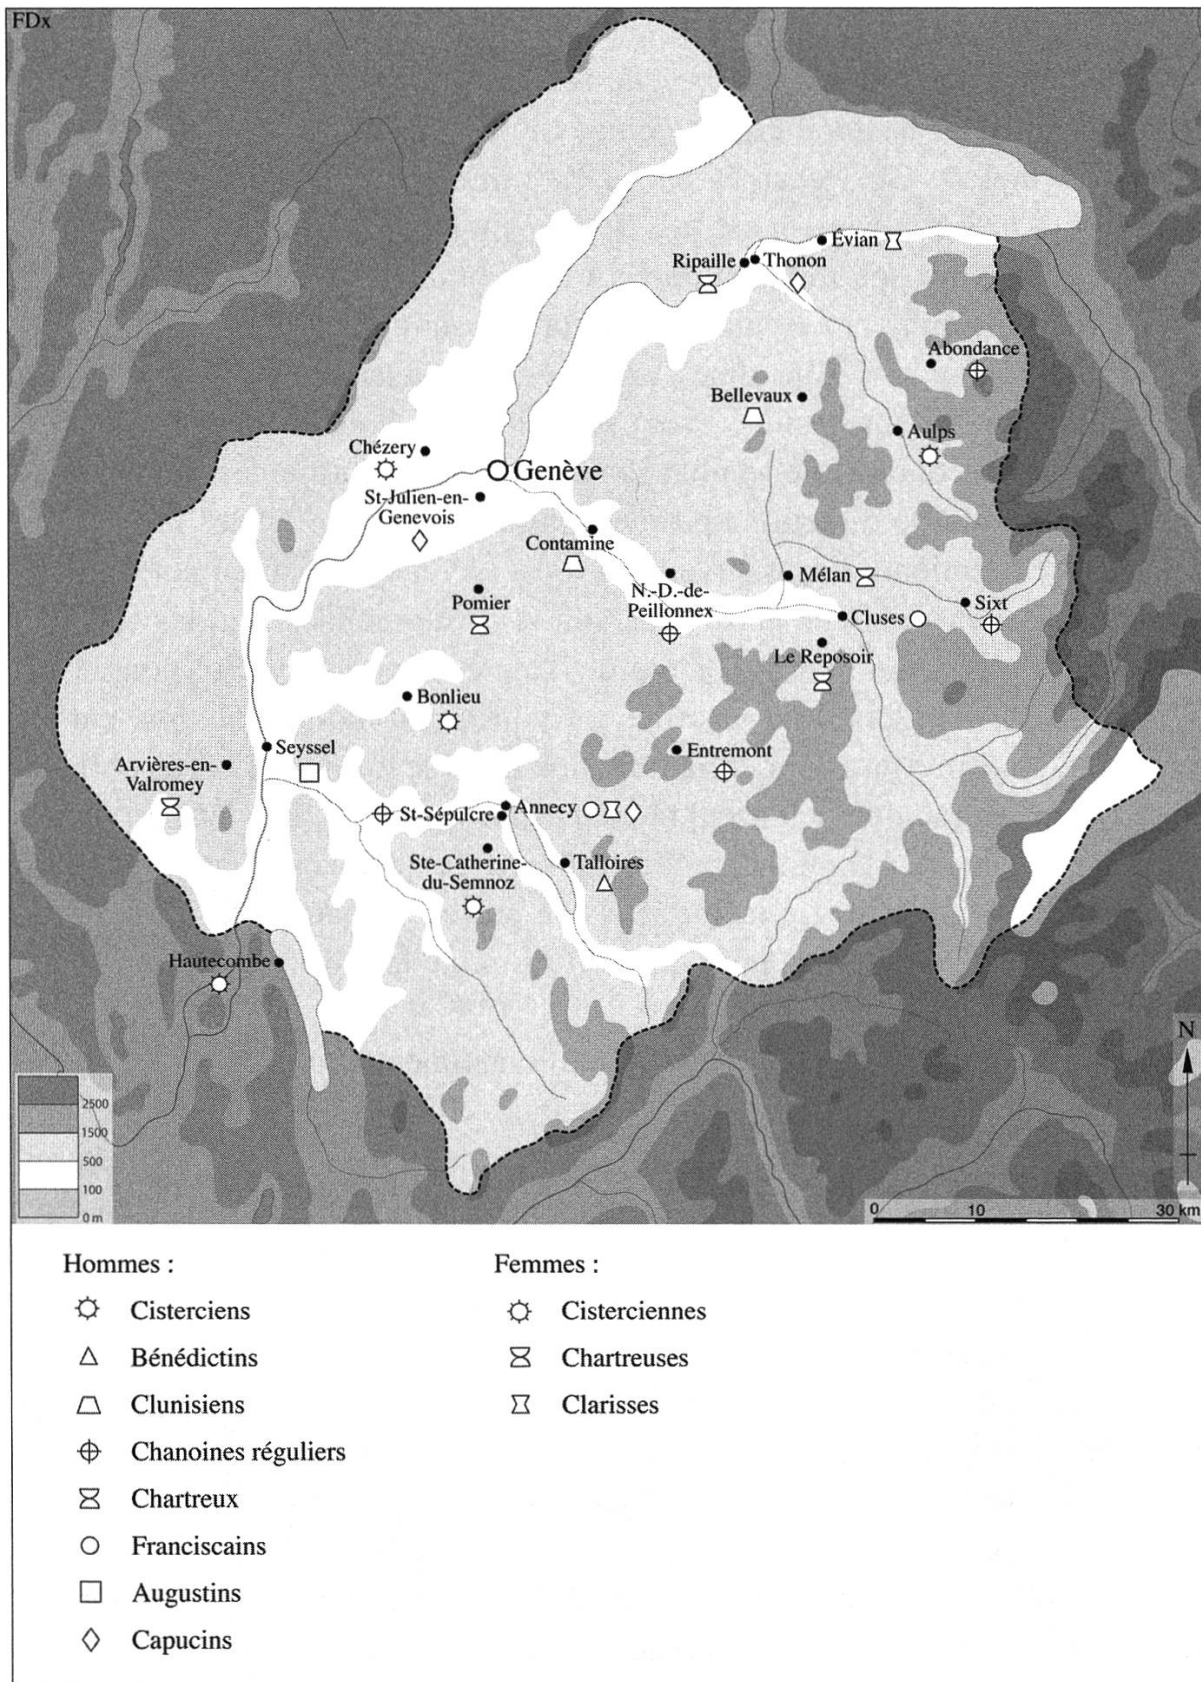 FDx
Évian
Ripaille
Thonon
Abondance
Bellevaux
Aulps
Chézery
Genève
St-Julien-en-
Genevois
Contamine
Mélan
N.-D.-de-
Peillonnex
Pomier
Sixt
Cluses
Le Reposoir
Bonlieu
Seyssel
Entremont
Arvières-en-
Valromey
St-Sépulcre
Annecy
Ste-Catherine-
du-Semnoz
Talloires
Hautecombe
N
2500
1500
500
100
0 m
0 10 30 km
Hommes :
Cisterciens
Bénédictins
Clunisiens
Chanoines réguliers
Chartreux
Franciscains
Augustins
Capucins
Femmes :
Cisterciennes
Chartreuses
Clarisses